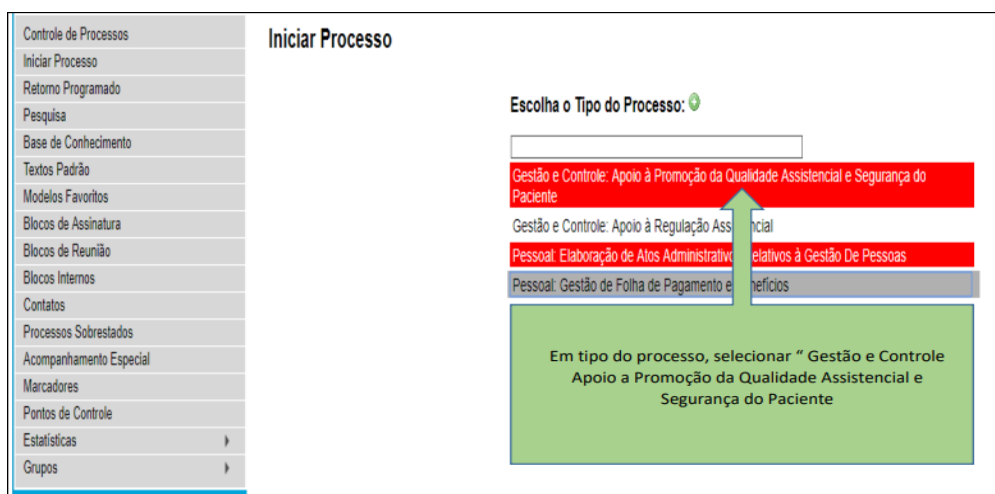 Controle de Processos
Iniciar Processo
Retorno Programado
Pesquisa
Base de Conhecimento
Textos Padrão
Modelos Favoritos
Blocos de Assinatura
Blocos de Reunião
Blocos Internos
Contatos
Processos Sobrestados
Acompanhamento Especial
Marcadores
Pontos de Controle
Estatísticas
Grupos
Iniciar Processo
Escolha o Tipo do Processo:
Gestão e Controle: Apoio à Promoção da Qualidade Assistencial e Segurança do
Paciente
Gestão e Controle: Apoio à Regulação
Pessoal: Elaboração de Atos à Gestão De Pessoas
Pessoal: Gestão de Folha de Pagamento e
Em tipo do processo, selecionar “ Gestão e Controle
Apoio a Promoção da Qualidade Assistencial e
Segurança do Paciente